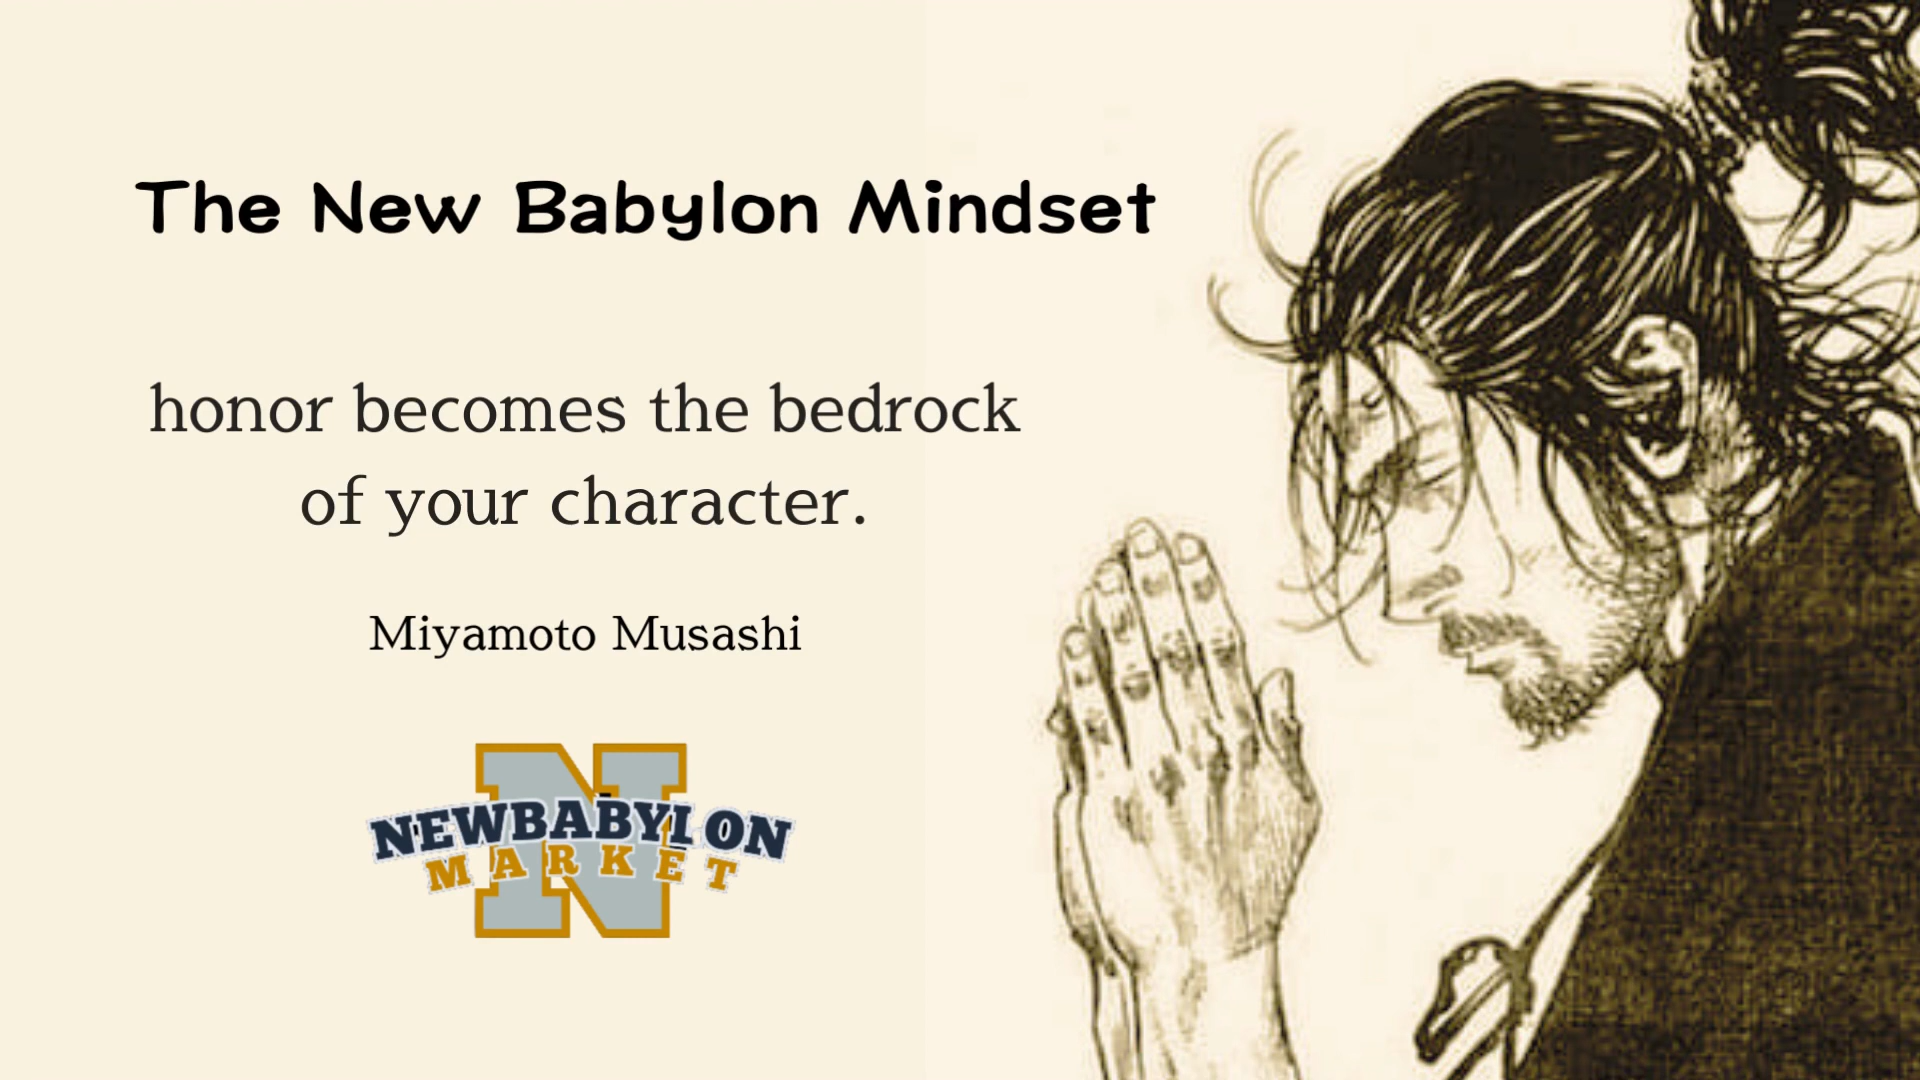 The New Babylon Mindset
honor becomes the bedrock
of your character.
Miyamoto Musashi
N
NEWBABYLON
MARKET